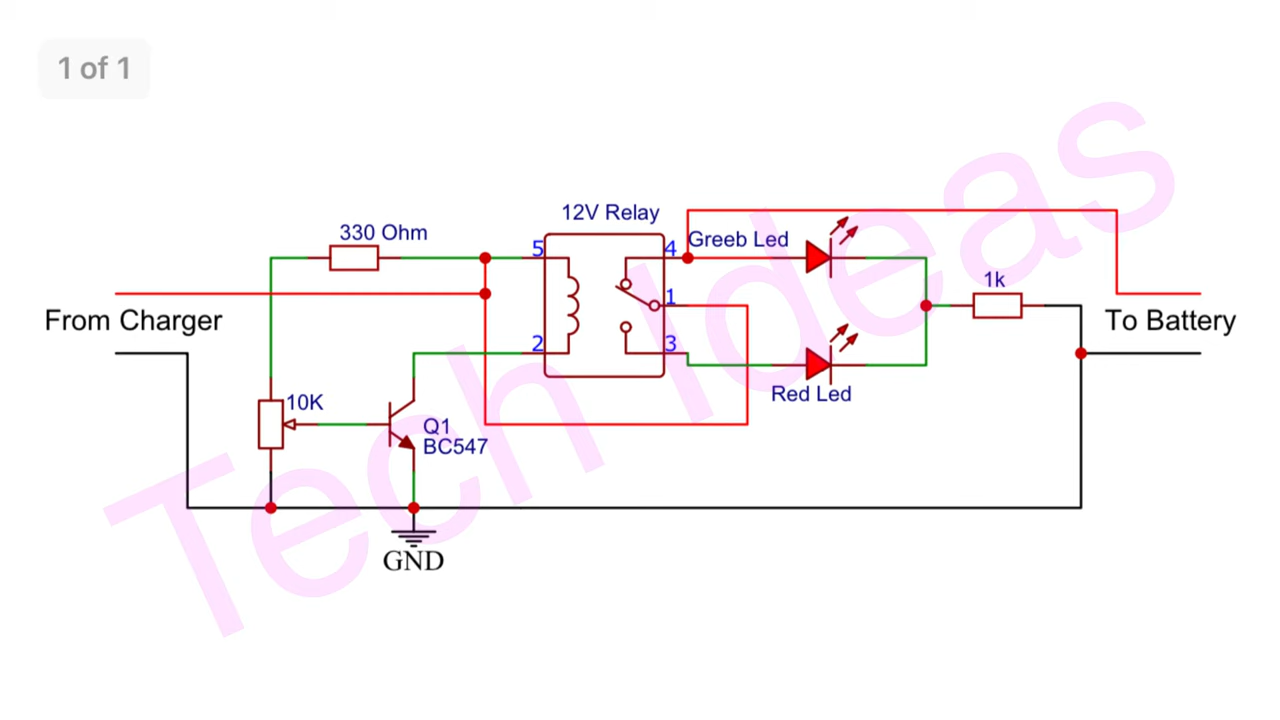 1 of 1
12V Relay
330 Ohm
5
4
Greeb Led
1k
1
From Charger
To Battery
2
3
Red Led
10K
Q1
BC547
GND
Tech Ideas